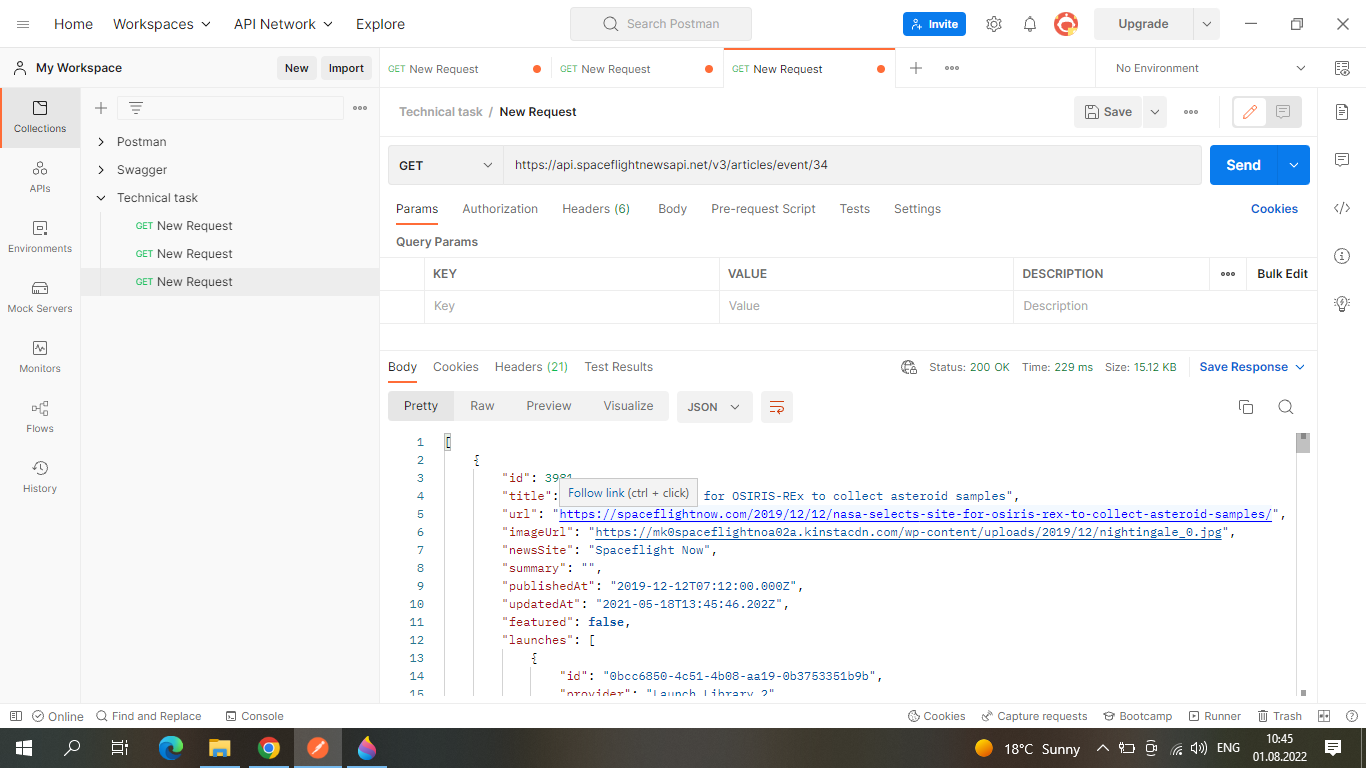 Home Workspaces API Network Explore Search Postman Invite Upgrade
My Workspace New Import GET New Request GET New Request GET New Request No Environment
Collections
APIs
Environments
Mock Servers
Monitors
Flows
History
Postman
Swagger
Technical task
GET New Request
GET New Request
GET New Request
Technical task / New Request Save
GET https://api.spaceflightnewsapi.net/v3/articles/event/34 Send
Params Authorization Headers (6) Body Pre-request Script Tests Settings Cookies
Query Params
KEY VALUE DESCRIPTION Bulk Edit
Key Value Description
Body Cookies Headers (21) Test Results Status: 200 OK Time: 229 ms Size: 15.12 KB Save Response
Pretty Raw Preview Visualize JSON
1 [
2 {
3 "id": 3981
4 "title": for OSIRIS-REx to collect asteroid samples",
Follow link (ctrl + click)
5 "url": "https://spaceflightnow.com/2019/12/12/nasa-selects-site-for-osiris-rex-to-collect-asteroid-samples/",
6 "imageUrl": "https://mk0spaceflightnoa02a.kinstacdn.com/wp-content/uploads/2019/12/nightingale_0.jpg",
7 "newsSite": "Spaceflight Now",
8 "summary": "",
9 "publishedAt": "2019-12-12T07:12:00.000Z",
10 "updatedAt": "2021-05-18T13:45:46.202Z",
11 "featured": false,
12 "launches": [
13 {
14 "id": "0bcc6850-4c51-4b08-aa19-0b3753351b9b",
15 "provider": "Launch Library 2"
Online Find and Replace Console Cookies Capture requests Bootcamp Runner Trash
18°C Sunny ENG 10:45
01.08.2022